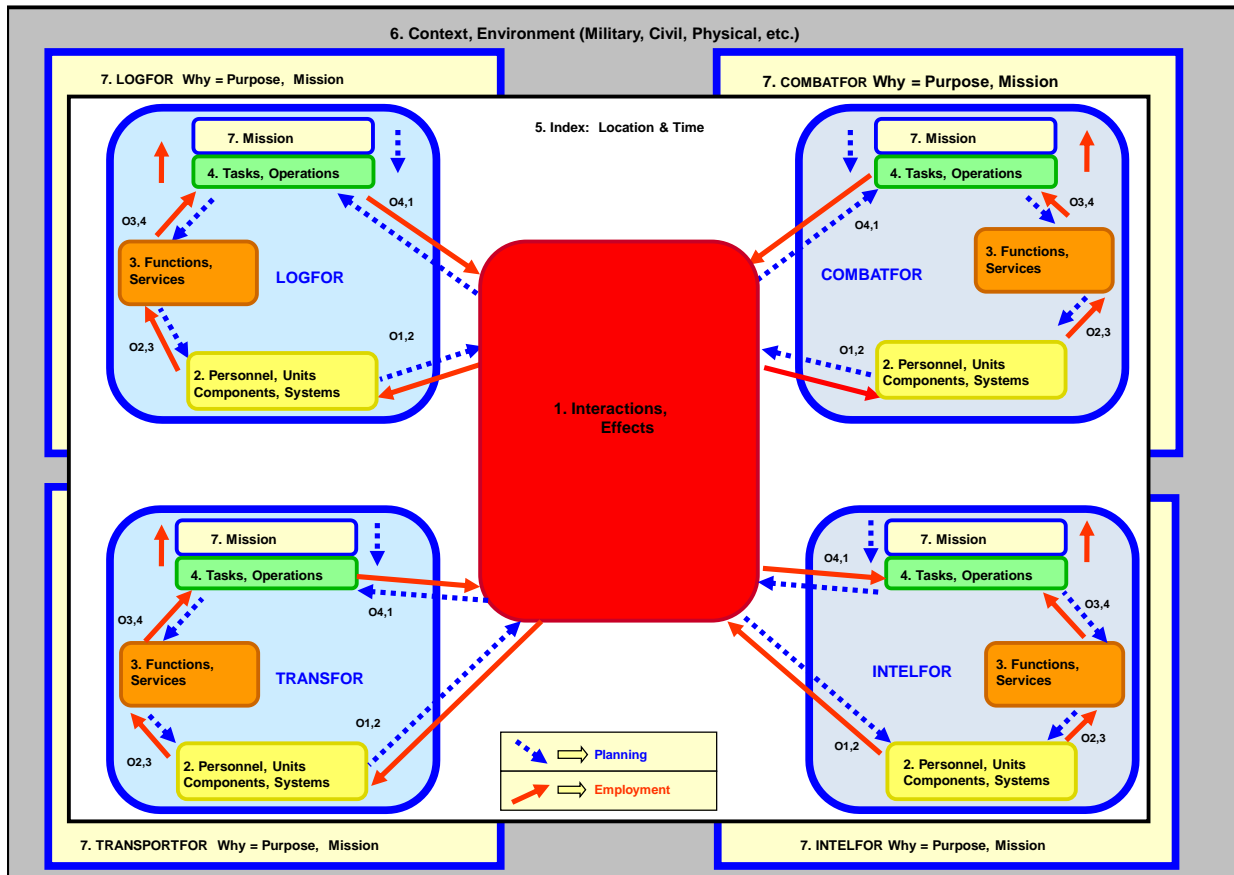 6. Context, Environment (Military, Civil, Physical, etc.)
7. LOGFOR Why = Purpose, Mission
7. COMBATFOR Why = Purpose, Mission
5. Index: Location & Time
7. Mission
4. Tasks, Operations
O3,4
O4,1
3. Functions,
Services
LOGFOR
O2,3
O1,2
2. Personnel, Units
Components, Systems
7. Mission
4. Tasks, Operations
O3,4
O4,1
3. Functions,
Services
COMBATFOR
O2,3
O1,2
2. Personnel, Units
Components, Systems
1. Interactions,
Effects
7. Mission
4. Tasks, Operations
O4,1
O3,4
3. Functions,
Services
TRANSFOR
O1,2
O2,3
2. Personnel, Units
Components, Systems
7. Mission
O4,1
4. Tasks, Operations
O3,4
3. Functions,
Services
INTELFOR
O1,2
O2,3
2. Personnel, Units
Components, Systems
Planning
Employment
7. TRANSPORTFOR Why = Purpose, Mission
7. INTELFOR Why = Purpose, Mission